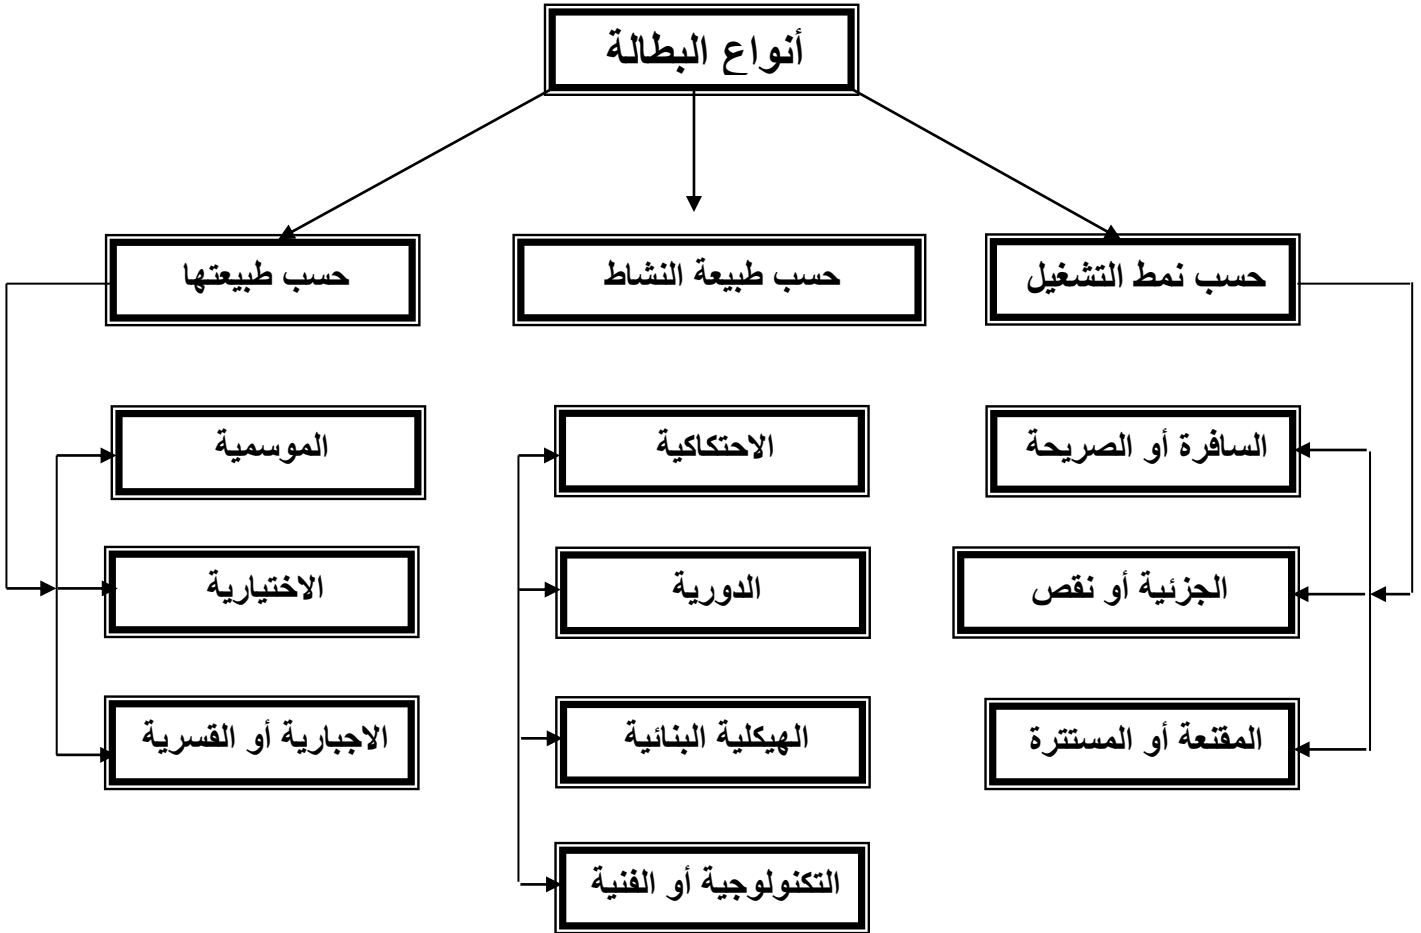 أنواع البطالة
حسب نمط التشغيل
حسب طبيعة النشاط
حسب طبيعتها
السافرة أو الصريحة
الاحتكاكية
الموسمية
الجزئية أو نقص
الدورية
الاختيارية
المقنعة أو المستترة
الهيكلية البنائية
الاجبارية أو القسرية
التكنولوجية أو الفنية